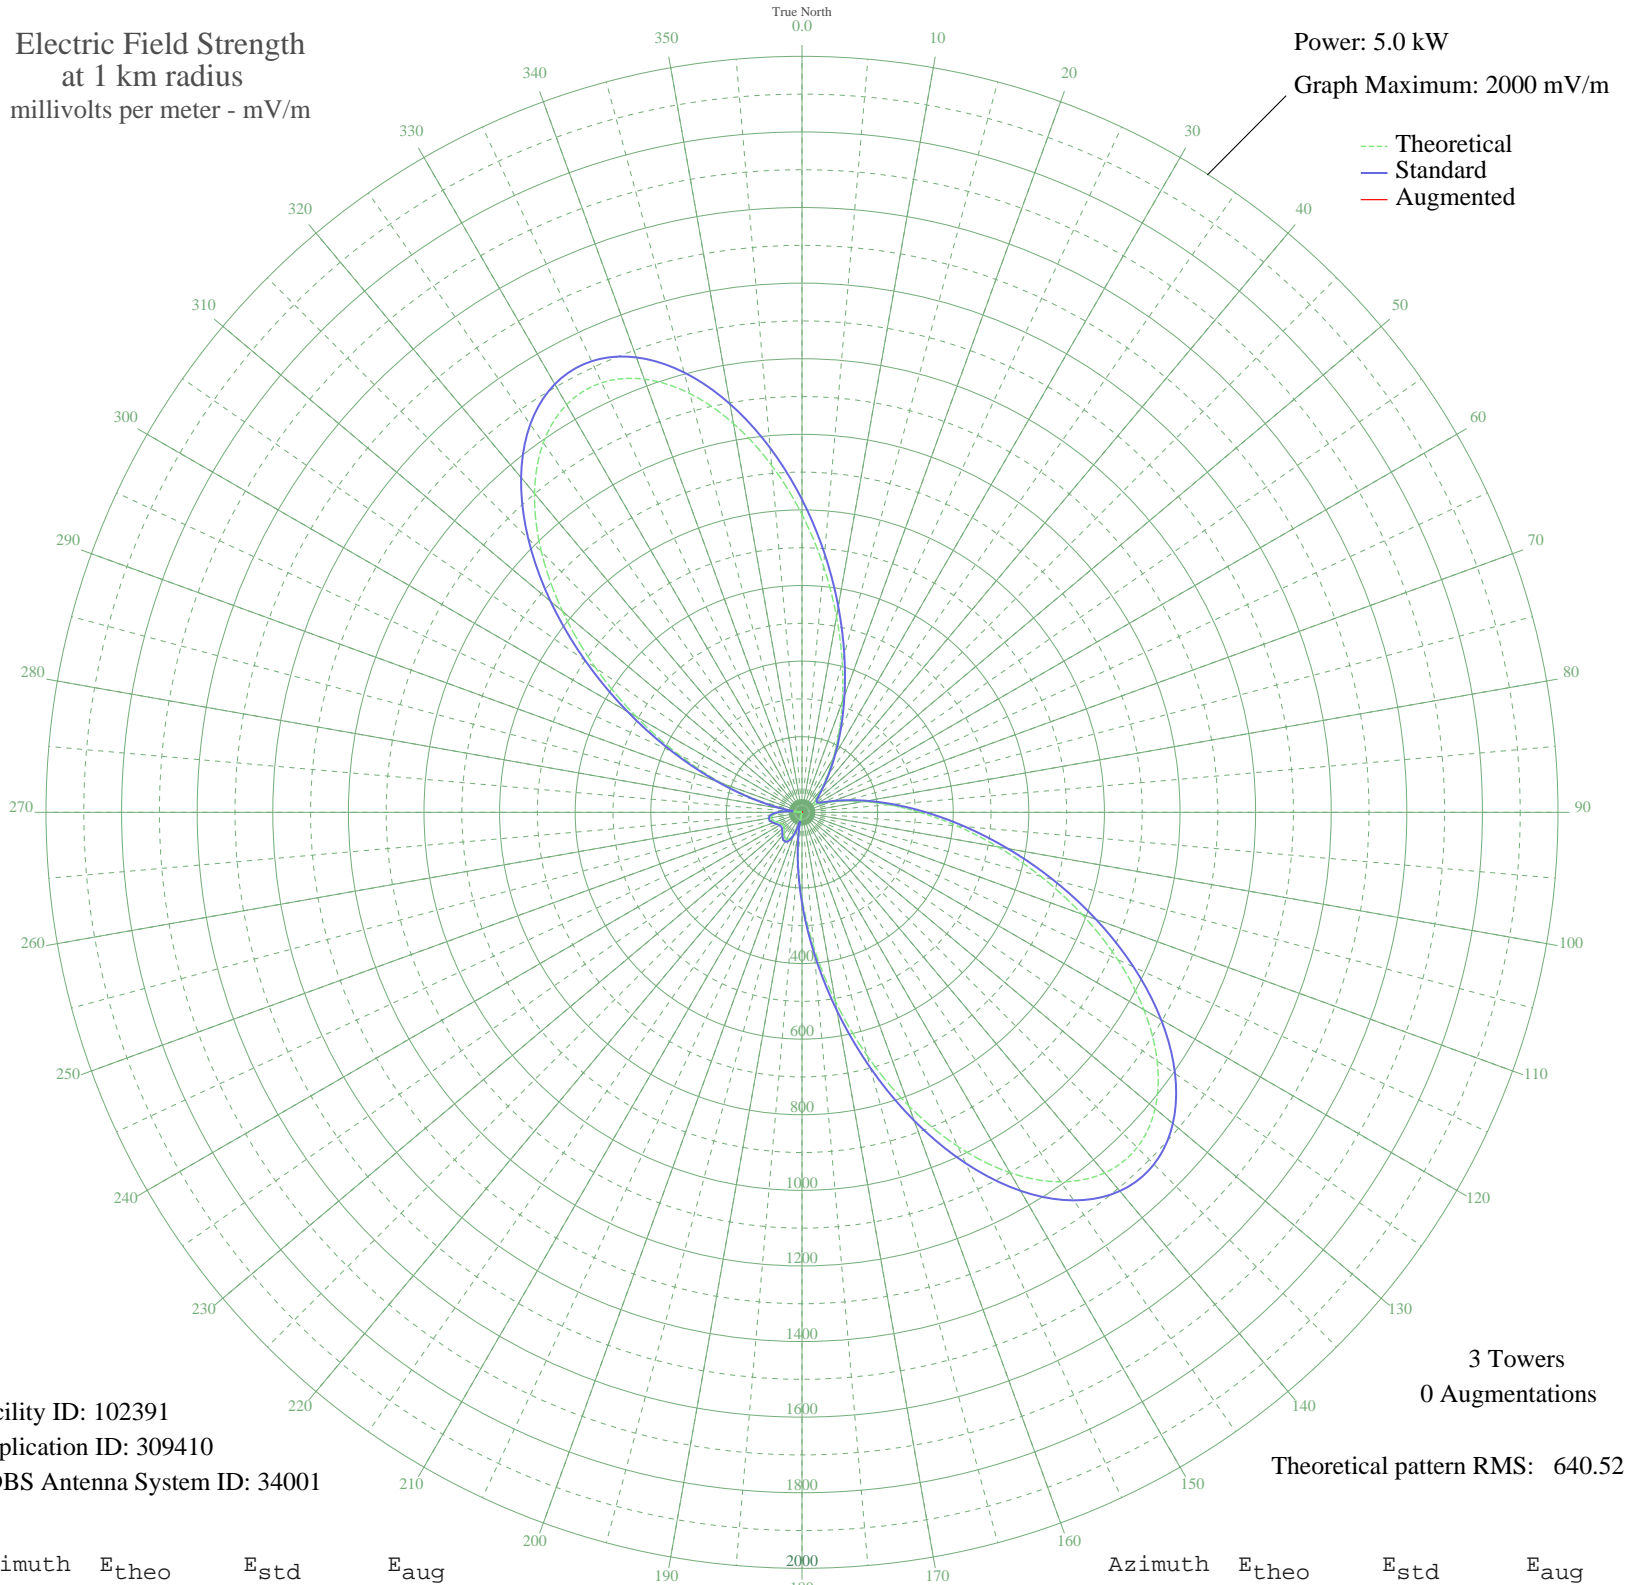 True North
0.0
Electric Field Strength
at 1 km radius
millivolts per meter - mV/m
Power: 5.0 kW
Graph Maximum: 2000 mV/m
Theoretical
Standard
Augmented
10
20
30
40
50
60
70
80
90
100
110
120
130
140
150
160
170
190
200
210
220
230
240
250
260
270
280
290
300
310
320
330
340
350
400
600
800
1000
1200
1400
1600
1800
2000
3 Towers
0 Augmentations
Theoretical pattern RMS: 640.52
cility ID: 102391
plication ID: 309410
DBS Antenna System ID: 34001
imuth Etheo Estd Eaug
Azimuth Etheo Estd Eaug